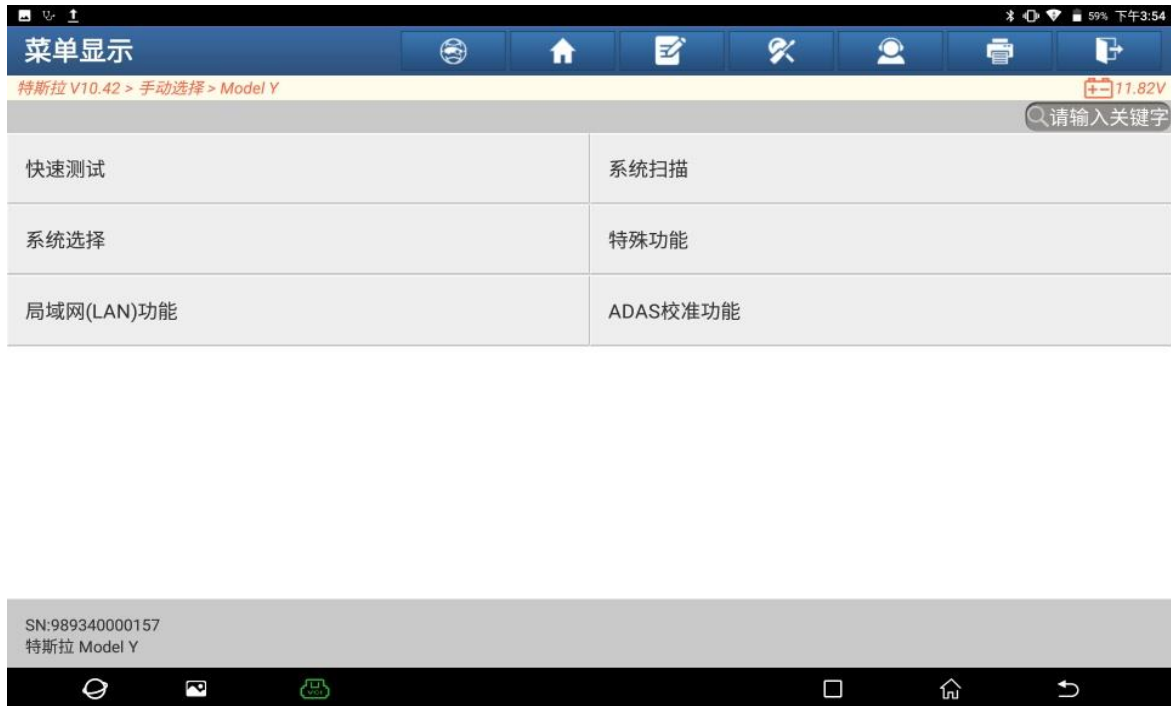 59% 下午3:54
菜单显示
特斯拉 V10.42 > 手动选择 > Model Y
11.82V
请输入关键字
快速测试
系统扫描
系统选择
特殊功能
局域网(LAN)功能
ADAS校准功能
SN:989340000157
特斯拉 Model Y
VCI